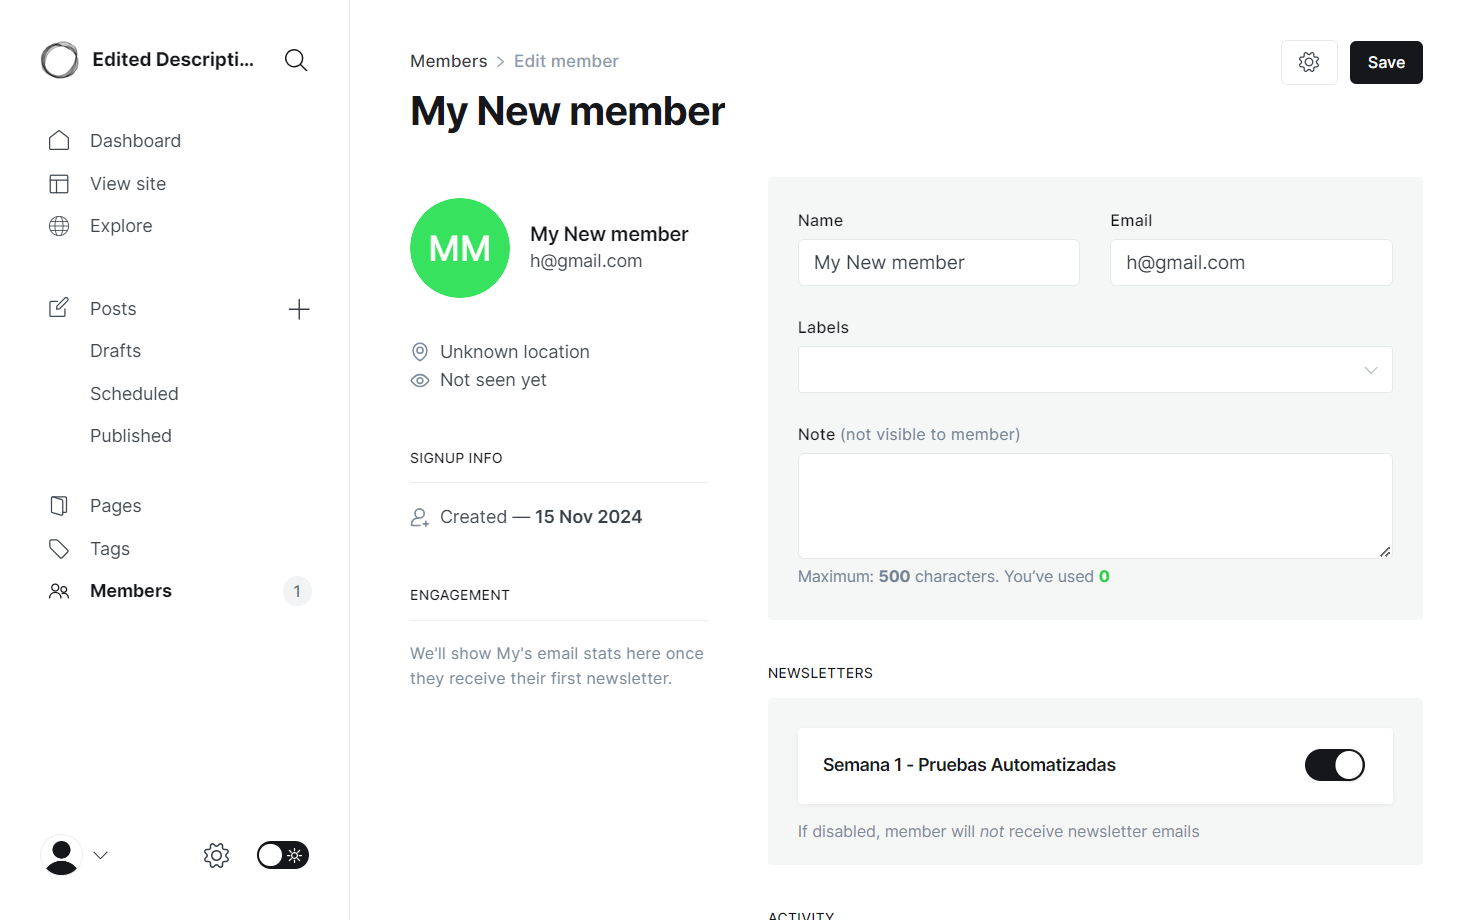 Edited Descripti...
Dashboard
View site
Explore
Posts
Drafts
Scheduled
Published
Pages
Tags
Members
1
Members > Edit member
Save
My New member
MM
My New member
h@gmail.com
Unknown location
Not seen yet
SIGNUP INFO
Created — 15 Nov 2024
ENGAGEMENT
We'll show My's email stats here once
they receive their first newsletter.
Name
My New member
Email
h@gmail.com
Labels
Note (not visible to member)
Maximum: 500 characters. You’ve used 0
NEWSLETTERS
Semana 1 - Pruebas Automatizadas
If disabled, member will not receive newsletter emails
ACTIVITY